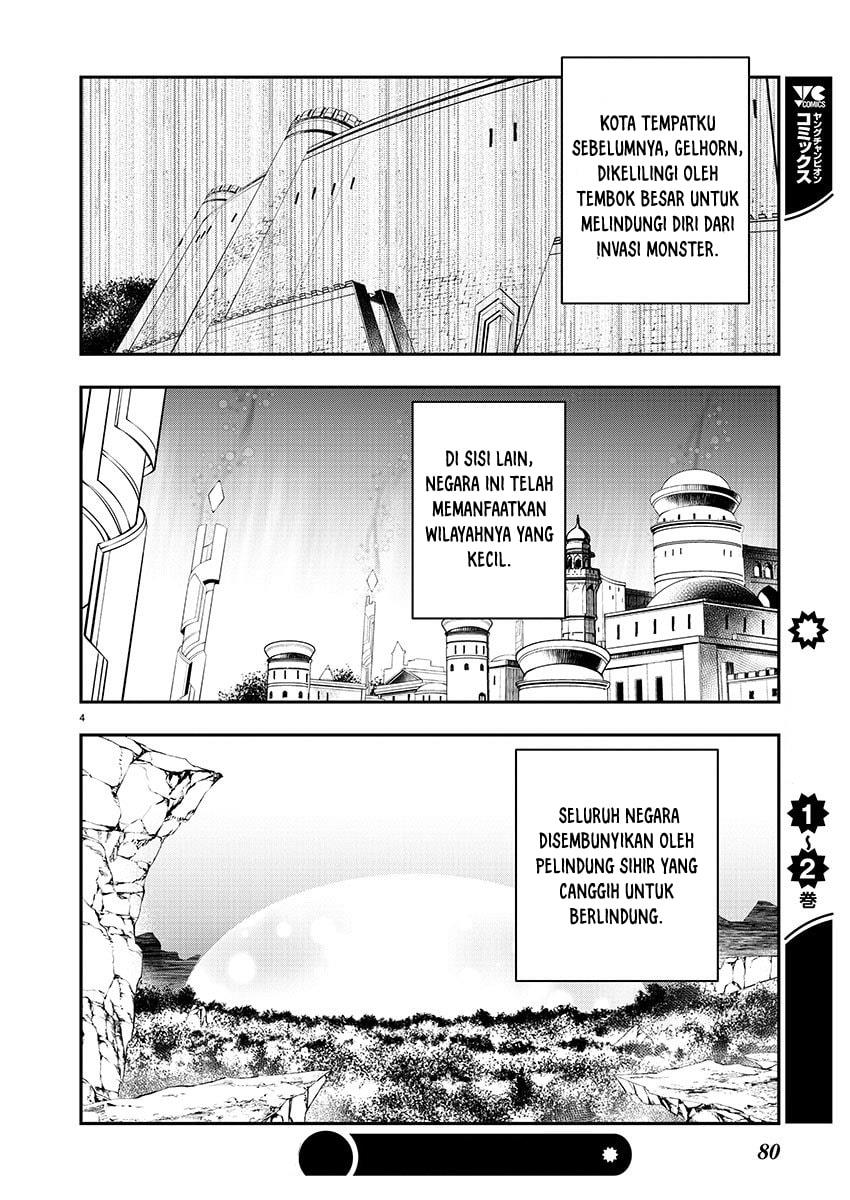 KOTA TEMPATKU
SEBELUMNYA, GELHORN,
DIKELILINGI OLEH
TEMBOK BESAR UNTUK
MELINDUNGI DIRI DARI
INVASI MONSTER.
YC
COMICS
ヤングチャンピオン
コミックス
DI SISI LAIN,
NEGARA INI TELAH
MEMANFAATKAN
WILAYAHNYA YANG
KECIL.
4
SELURUH NEGARA
DISEMBUNYIKAN OLEH
PELINDUNG SIHIR YANG
CANGGIH UNTUK
BERLINDUNG.
1~2巻
80